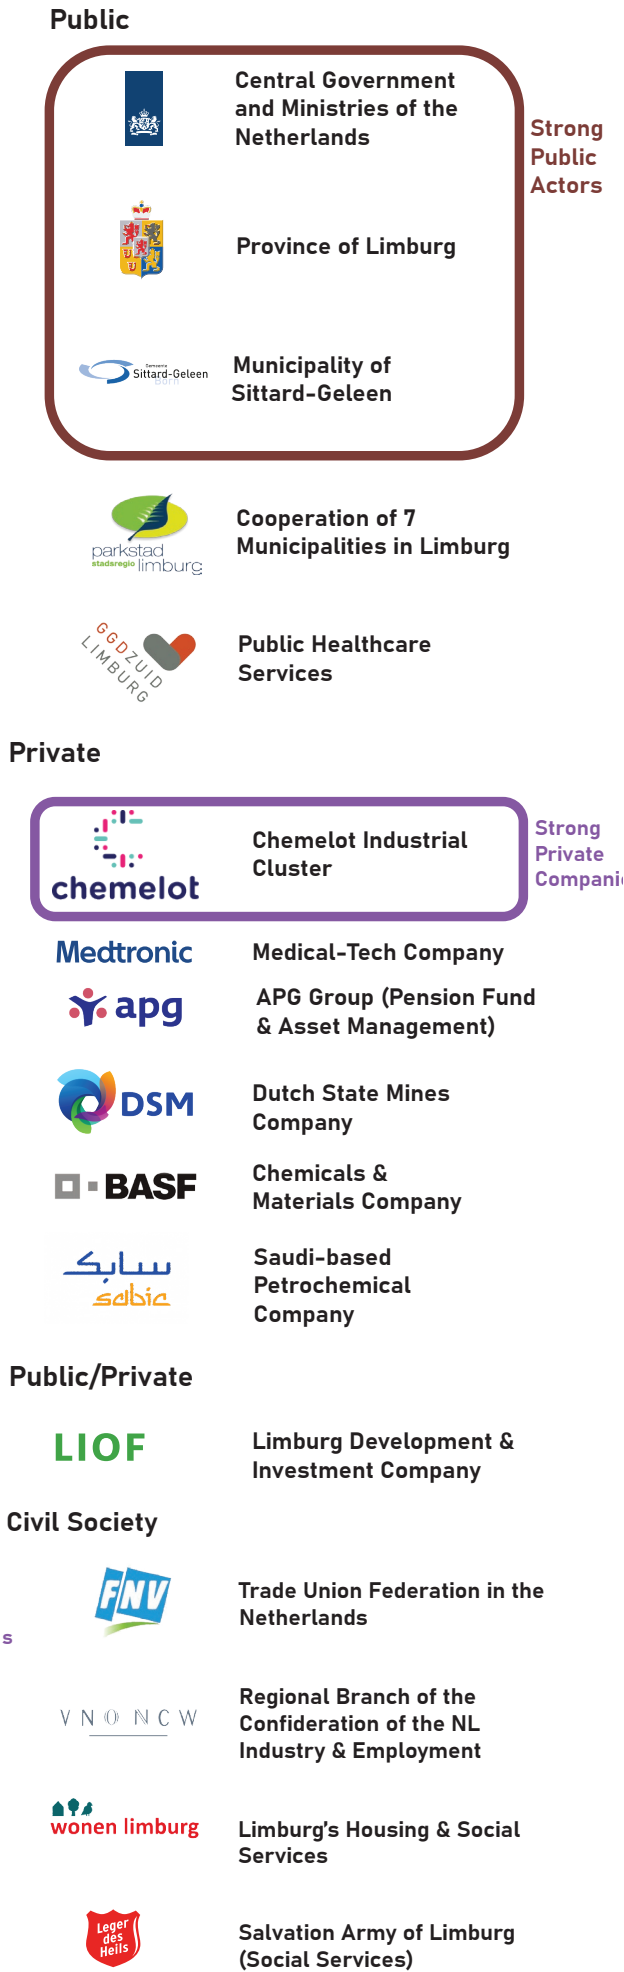 Public
Central Government
and Ministries of the
Netherlands
Strong
Public
Actors
Province of Limburg
Gemeente
Sittard-Geleen
Born
Municipality of
Sittard-Geleen
parkstad
stadsregio limburg
Cooperation of 7
Municipalities in Limburg
GGD ZUID
LIMBURG
Public Healthcare
Services
Private
chemelot
Chemelot Industrial
Cluster
Strong
Private
Companie
Medtronic
Medical-Tech Company
apg
APG Group (Pension Fund
& Asset Management)
DSM
Dutch State Mines
Company
BASF
Chemicals &
Materials Company
سابك
sabic
Saudi-based
Petrochemical
Company
Public/Private
LIOF
Limburg Development &
Investment Company
Civil Society
FNV
Trade Union Federation in the
Netherlands
s
VNO NCW
Regional Branch of the
Confideration of the NL
Industry & Employment
wonen limburg
Limburg's Housing & Social
Services
Leger
des
Heils
Salvation Army of Limburg
(Social Services)